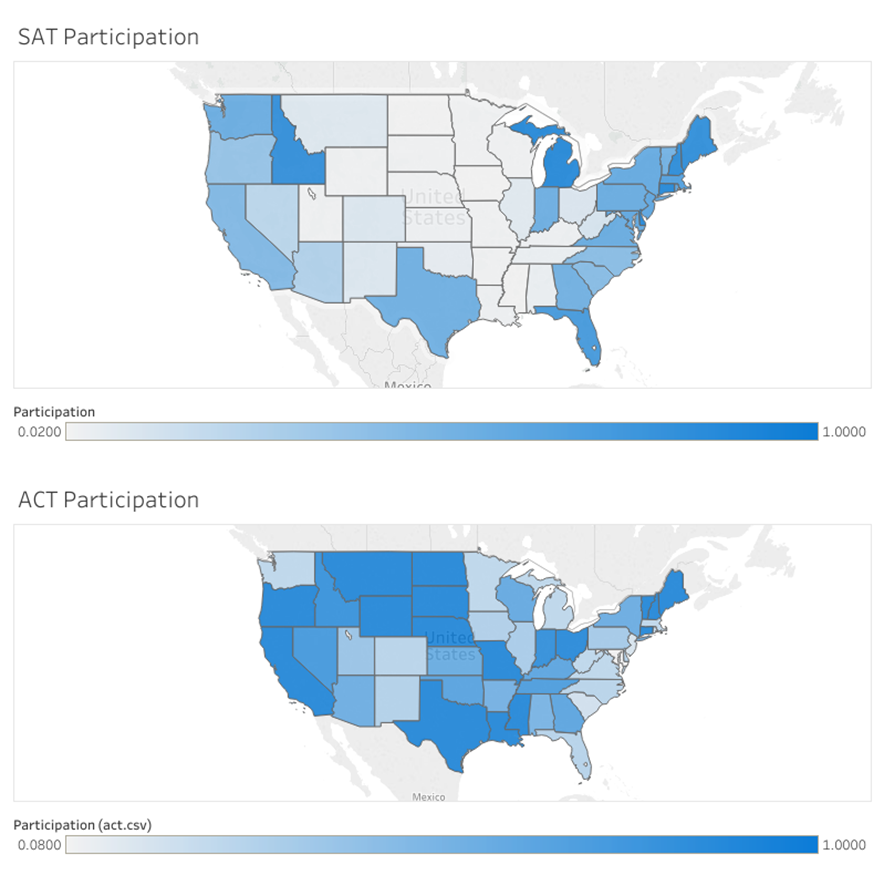 SAT Participation
United
States
Mexico
Participation
0.0200 1.0000
ACT Participation
United
States
Mexico
Participation (act.csv)
0.0800 1.0000